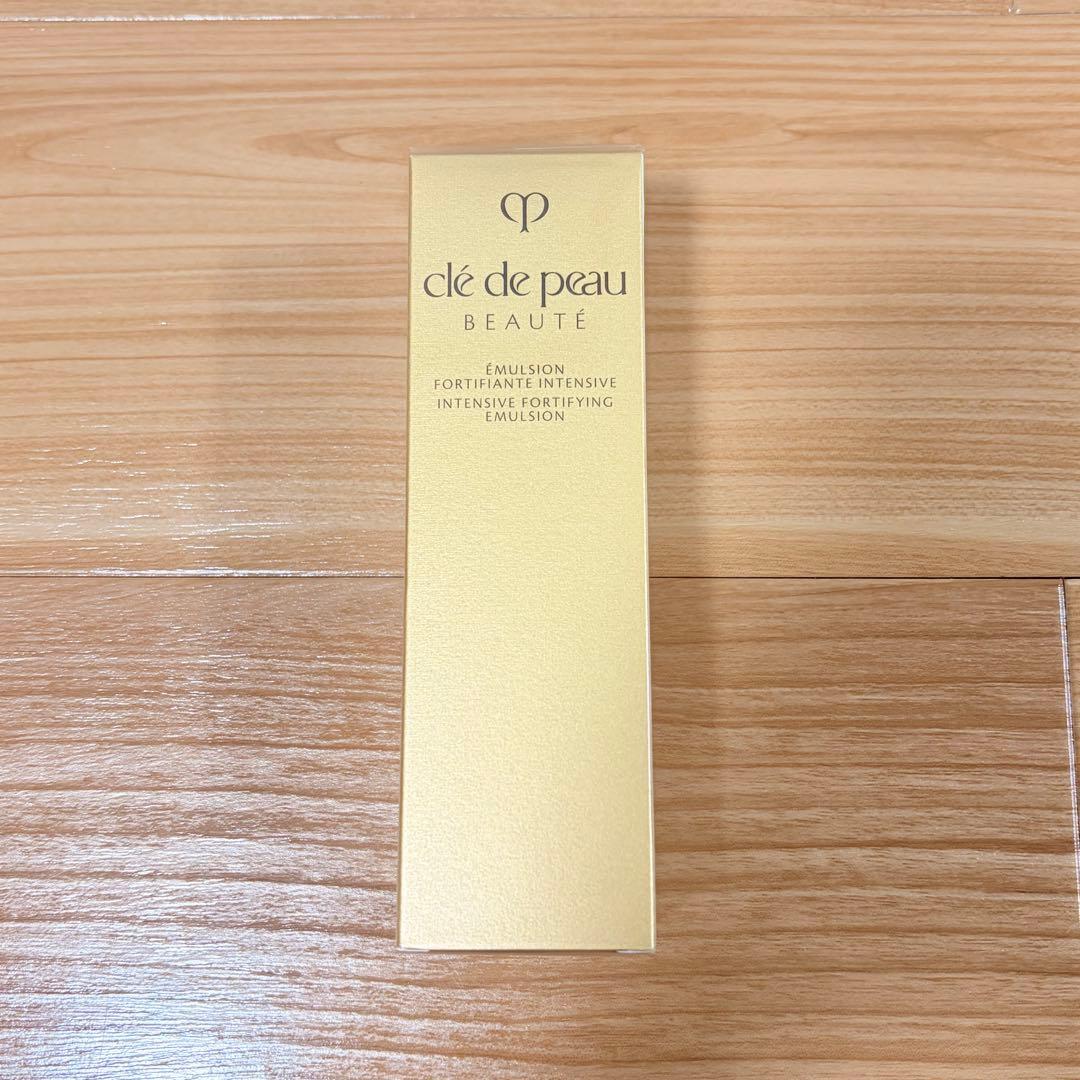 clé de peau
BEAUTÉ
ÉMULSION
FORTIFIANTE INTENSIVE
INTENSIVE FORTIFYING
EMULSION